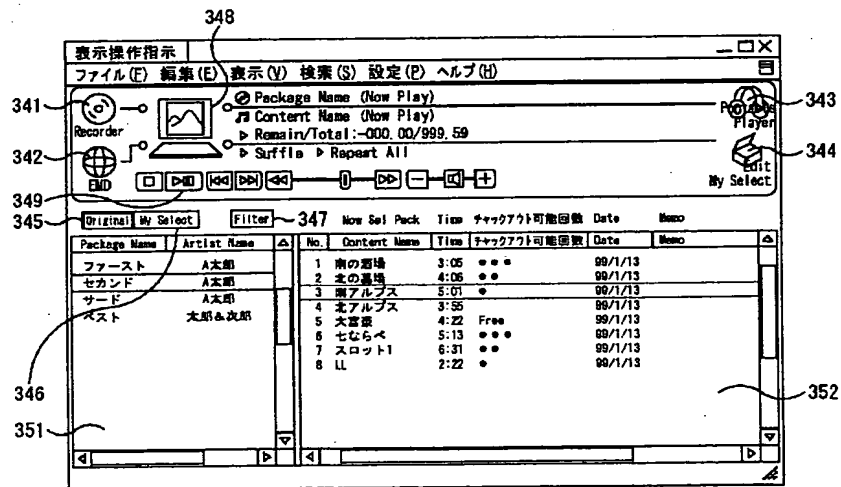 348
表示操作指示
ファイル(F) 編集(E) 表示(V) 検索(S) 設定(P) ヘルプ(H)
341
Recorder
342
EMD
Package Name (Now Play)
Content Name (Now Play)
Remain/Total:-000.00/999.59
Suffle Repeat All
343
Player
344
Edit
My Select
349
345
Original My Select Filter
347
Now Sel Pack Time チャックアウト可能回数 Date Memo
Package Name Artist Name
ファースト A太郎
セカンド A太郎
サード A太郎
ベスト 太郎&次郎
No. Content Name Time チャックアウト可能回数 Date Memo
1 南の酒場 3:05 ●●● 99/1/13
2 北の墓場 4:06 ●● 99/1/13
3 南アルプス 5:01 ● 99/1/13
4 北アルプス 3:55 99/1/13
5 大富豪 4:22 Free 99/1/13
6 七ならべ 5:13 ●●● 99/1/13
7 スロット1 6:31 ●● 99/1/13
8 LL 2:22 ● 99/1/13
346
351
352